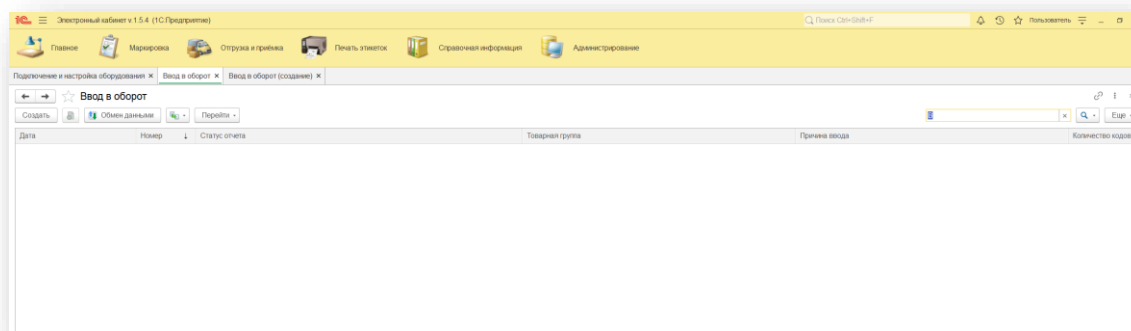 1С Электронный кабинет v.1.5.4 (1С:Предприятие) Поиск Ctrl+Shift+F Пользователь
Главное Маркировка Отгрузка и приёмка Печать этикеток Справочная информация Администрирование
Подключение и настройка оборудования × Ввод в оборот × Ввод в оборот (создание) ×
Ввод в оборот
Создать Обмен данными Перейти Еще
Дата Номер ↓ Статус отчета Товарная группа Причина ввода Количество кодов